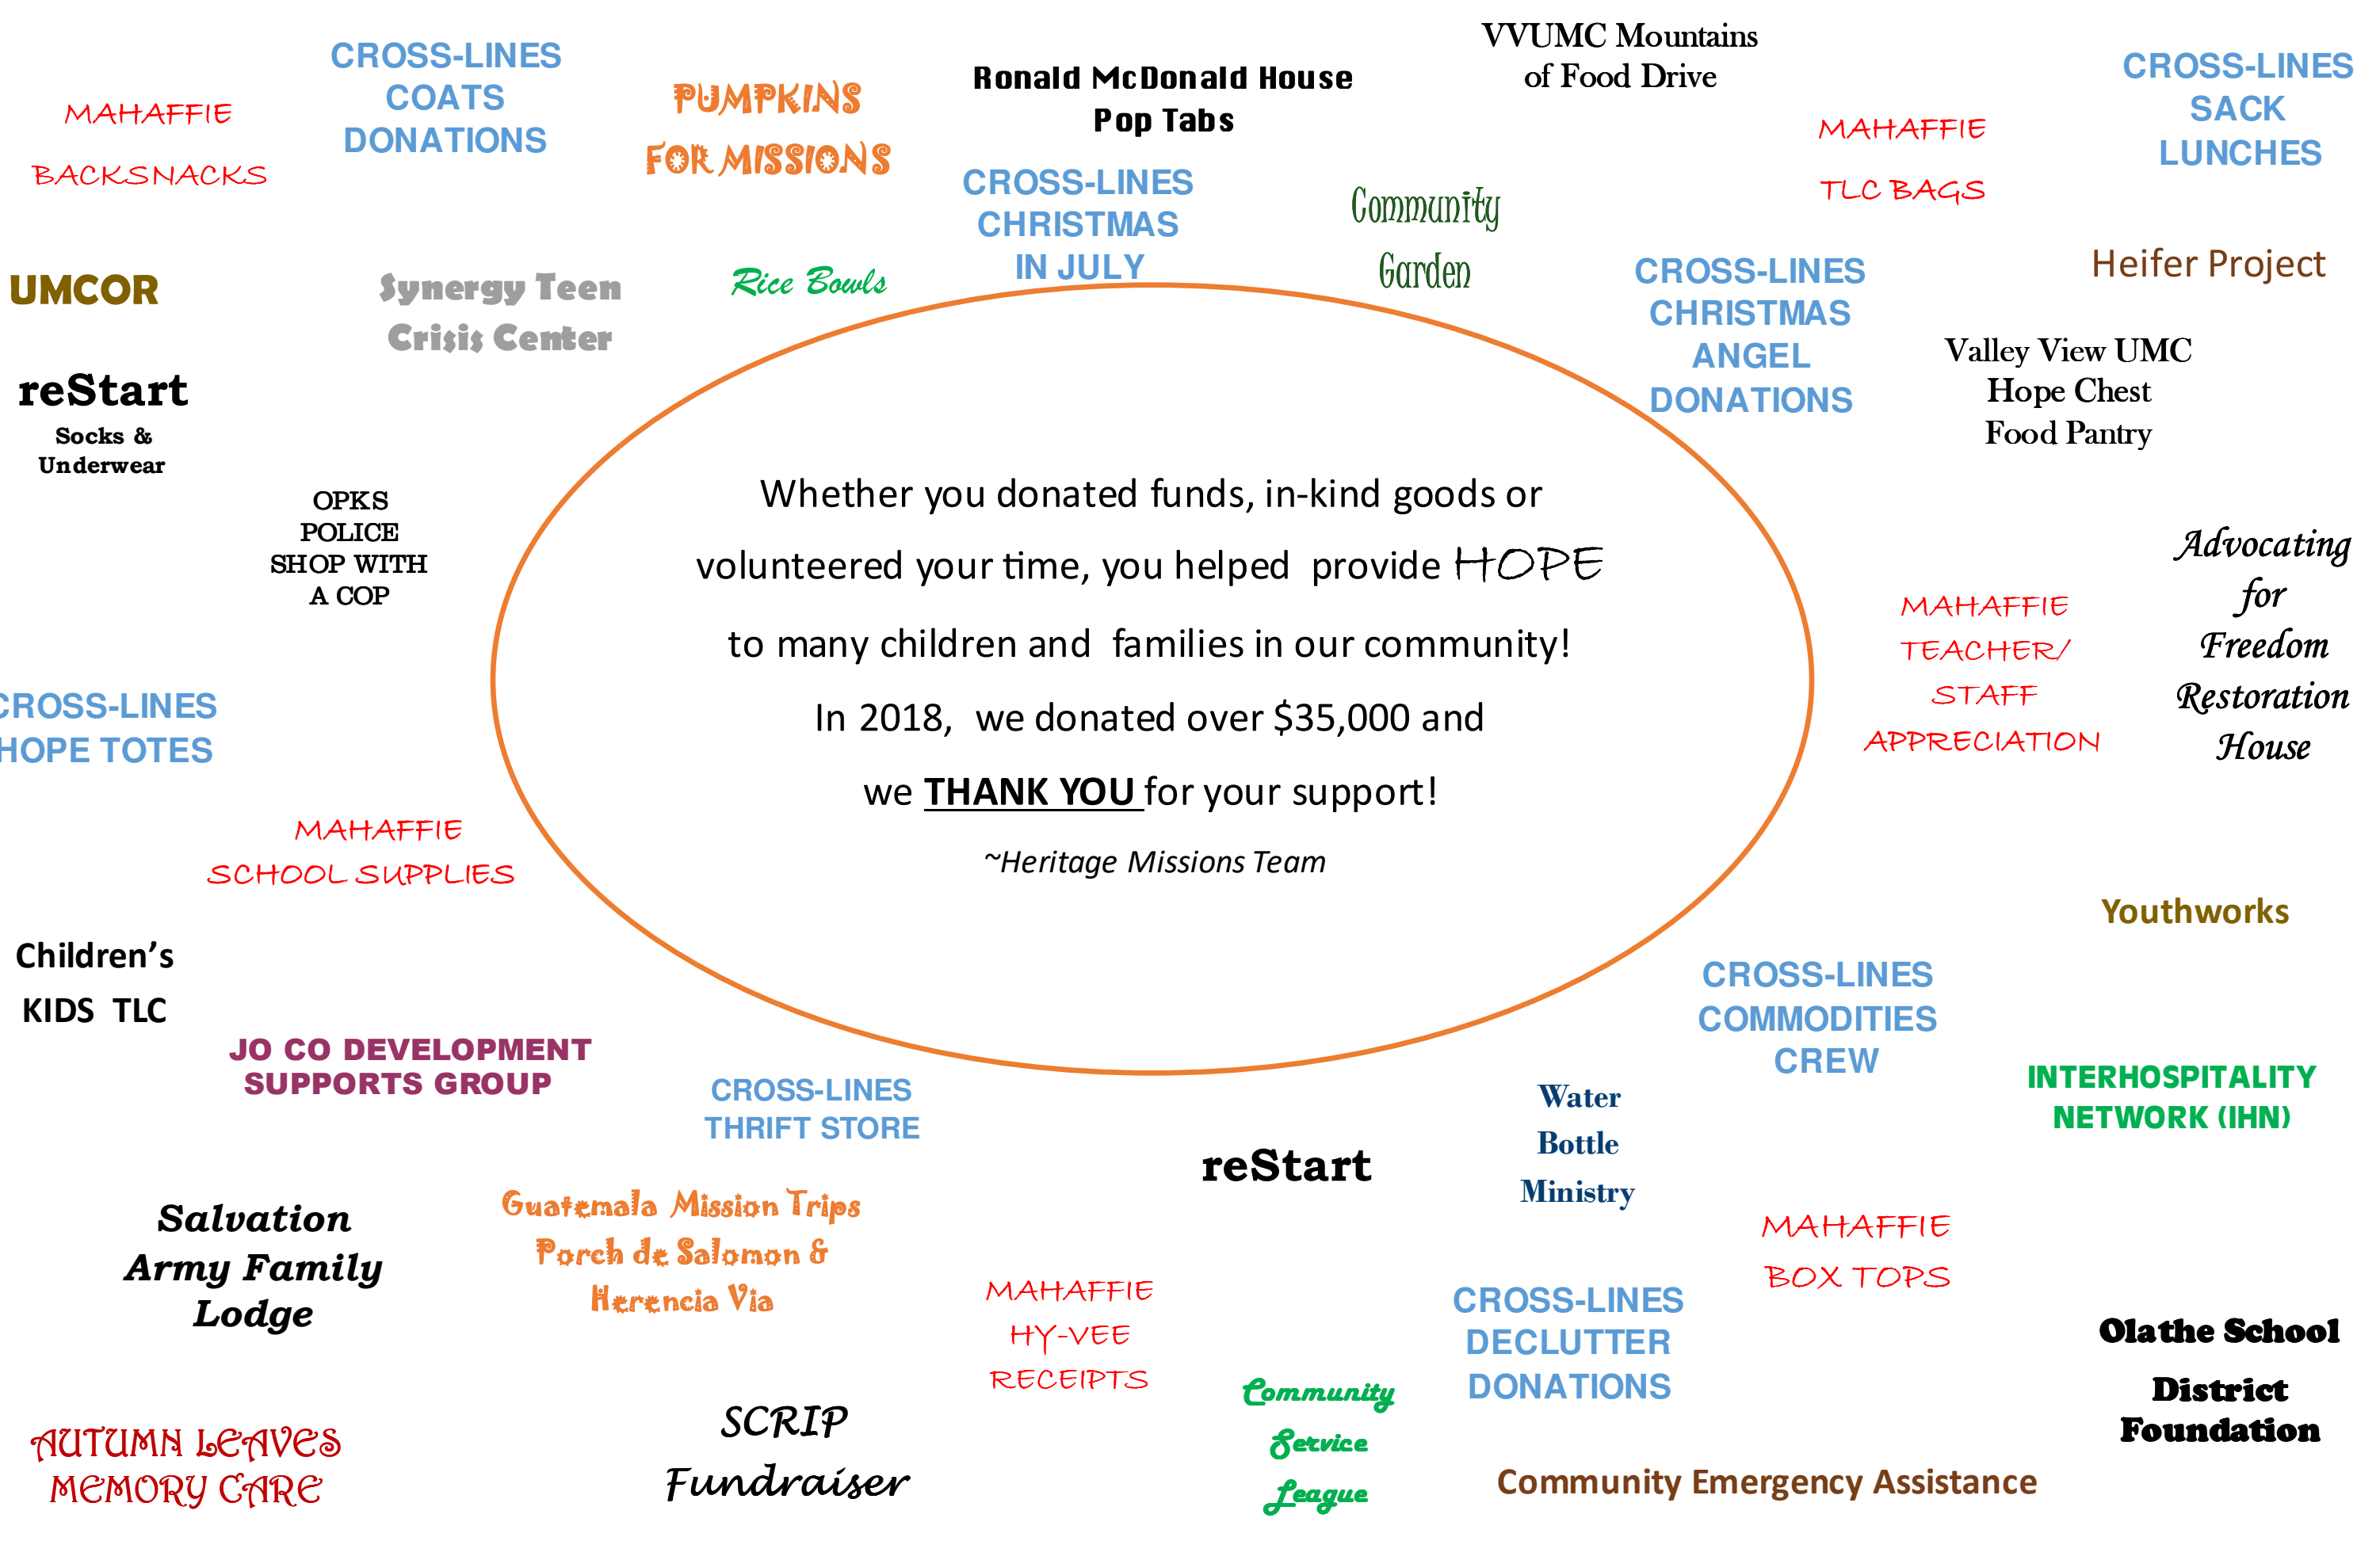 MAHAFFIE
BACKSNACKS
CROSS-LINES
COATS
DONATIONS
PUMPKINS
FOR MISSIONS
Ronald McDonald House
Pop Tabs
VVUMC Mountains
of Food Drive
MAHAFFIE
TLC BAGS
CROSS-LINES
SACK
LUNCHES
CROSS-LINES
CHRISTMAS
IN JULY
Community
Garden
UMCOR
Synergy Teen
Crisis Center
Rice Bowls
CROSS-LINES
CHRISTMAS
ANGEL
DONATIONS
Heifer Project
Valley View UMC
Hope Chest
Food Pantry
reStart
Socks &
Underwear
OPKS
POLICE
SHOP WITH
A COP
Whether you donated funds, in-kind goods or
volunteered your time, you helped provide HOPE
to many children and families in our community!
In 2018, we donated over $35,000 and
we THANK YOU for your support!
~Heritage Missions Team
MAHAFFIE
TEACHER/
STAFF
APPRECIATION
Advocating
for
Freedom
Restoration
House
CROSS-LINES
HOPE TOTES
MAHAFFIE
SCHOOL SUPPLIES
Youthworks
Children's
KIDS TLC
CROSS-LINES
COMMODITIES
CREW
JO CO DEVELOPMENT
SUPPORTS GROUP
CROSS-LINES
THRIFT STORE
reStart
Water
Bottle
Ministry
INTERHOSPITALITY
NETWORK (IHN)
Salvation
Army Family
Lodge
Guatemala Mission Trips
Porch de Salomon &
Herencia Via
MAHAFFIE
HY-VEE
RECEIPTS
MAHAFFIE
BOX TOPS
CROSS-LINES
DECLUTTER
DONATIONS
Olathe School
District
Foundation
AUTUMN LEAVES
MEMORY CARE
SCRIP
Fundraiser
Community
Service
League
Community Emergency Assistance